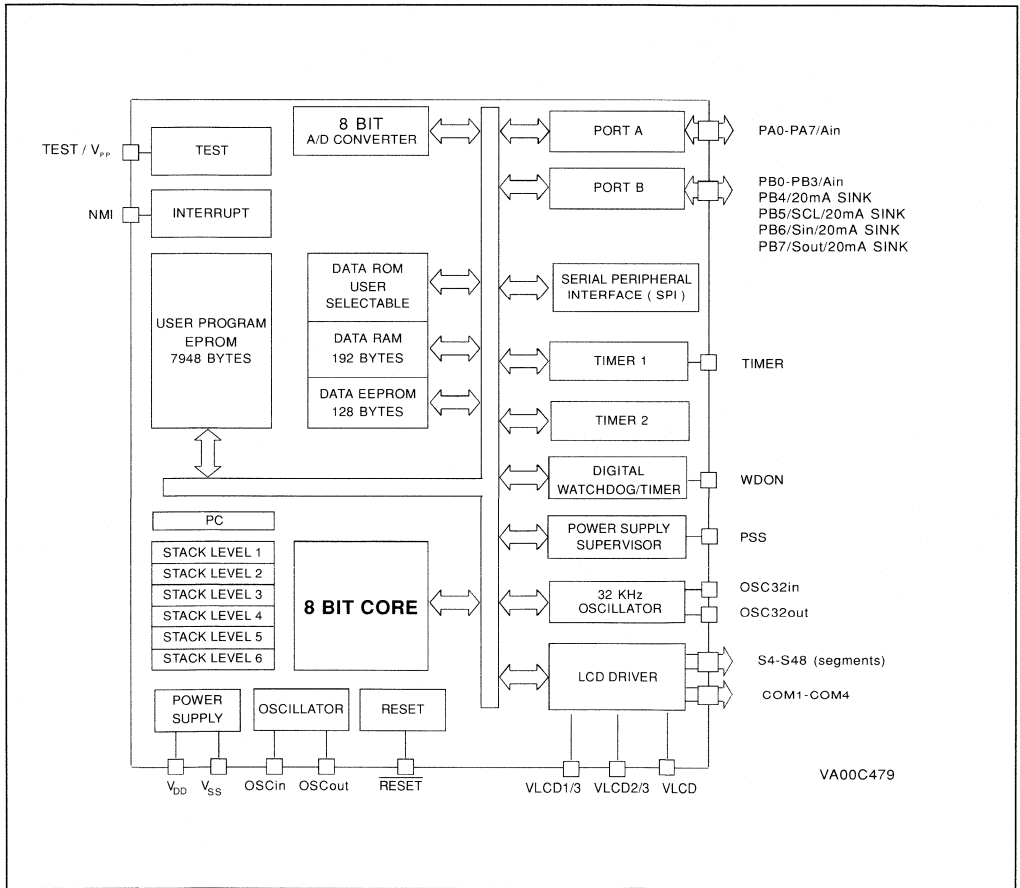 8 BIT
A/D CONVERTER
PORT A
PA0-PA7/Ain
TEST / VPP
TEST
PORT B
PB0-PB3/Ain
PB4/20mA SINK
PB5/SCL/20mA SINK
PB6/Sin/20mA SINK
PB7/Sout/20mA SINK
NMI
INTERRUPT
DATA ROM
USER
SELECTABLE
SERIAL PERIPHERAL
INTERFACE ( SPI )
USER PROGRAM
EPROM
7948 BYTES
DATA RAM
192 BYTES
TIMER 1
TIMER
DATA EEPROM
128 BYTES
TIMER 2
DIGITAL
WATCHDOG/TIMER
WDON
PC
POWER SUPPLY
SUPERVISOR
PSS
STACK LEVEL 1
STACK LEVEL 2
STACK LEVEL 3
STACK LEVEL 4
STACK LEVEL 5
STACK LEVEL 6
8 BIT CORE
32 KHz
OSCILLATOR
OSC32in
OSC32out
LCD DRIVER
S4-S48 (segments)
COM1-COM4
POWER
SUPPLY
OSCILLATOR
RESET
VDD
VSS
OSCin
OSCout
RESET
VLCD1/3
VLCD2/3
VLCD
VA00C479